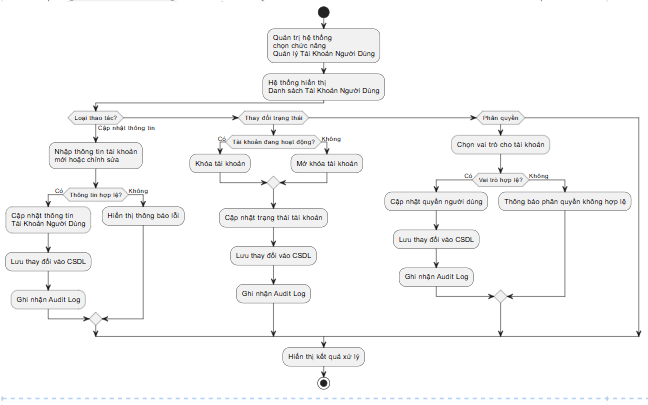 Quản trị hệ thống
chọn chức năng
Quản lý Tài Khoản Người Dùng
Hệ thống hiển thị
Danh sách Tài Khoản Người Dùng
Loại thao tác?
Thay đổi trạng thái
Phân quyền
Cập nhật thông tin
Nhập thông tin tài khoản
mới hoặc chỉnh sửa
Có
Tài khoản đang hoạt động?
Không
Chọn vai trò cho tài khoản
Khóa tài khoản
Mở khóa tài khoản
Có
Thông tin hợp lệ?
Không
Có
Vai trò hợp lệ?
Không
Cập nhật thông tin
Tài Khoản Người Dùng
Hiển thị thông báo lỗi
Cập nhật trạng thái tài khoản
Cập nhật quyền người dùng
Thông báo phân quyền không hợp lệ
Lưu thay đổi vào CSDL
Lưu thay đổi vào CSDL
Lưu thay đổi vào CSDL
Ghi nhận Audit Log
Ghi nhận Audit Log
Ghi nhận Audit Log
Hiển thị kết quả xử lý